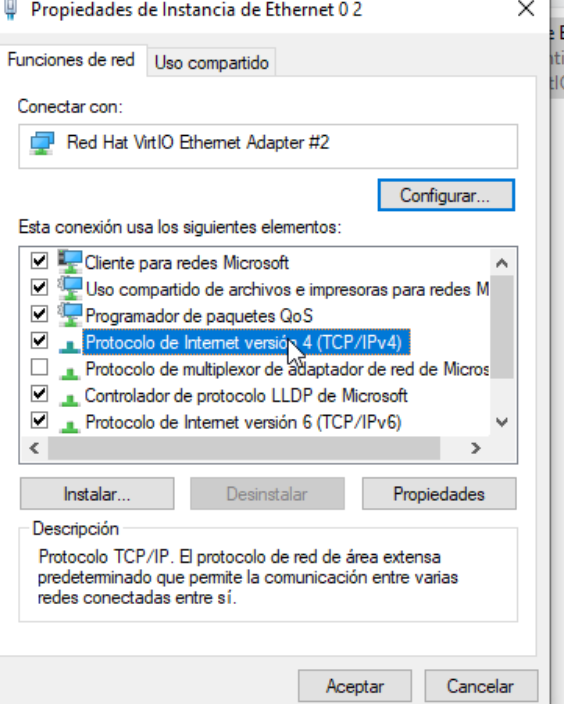 Propiedades de Instancia de Ethernet 0 2
Funciones de red
Uso compartido
Conectar con:
Red Hat VirtIO Ethernet Adapter #2
Configurar...
Esta conexión usa los siguientes elementos:
Cliente para redes Microsoft
Uso compartido de archivos e impresoras para redes M
Programador de paquetes QoS
Protocolo de Internet versión 4 (TCP/IPv4)
Protocolo de multiplexor de adaptador de red de Micros
Controlador de protocolo LLDP de Microsoft
Protocolo de Internet versión 6 (TCP/IPv6)
Instalar...
Desinstalar
Propiedades
Descripción
Protocolo TCP/IP. El protocolo de red de área extensa
predeterminado que permite la comunicación entre varias
redes conectadas entre sí.
Aceptar
Cancelar